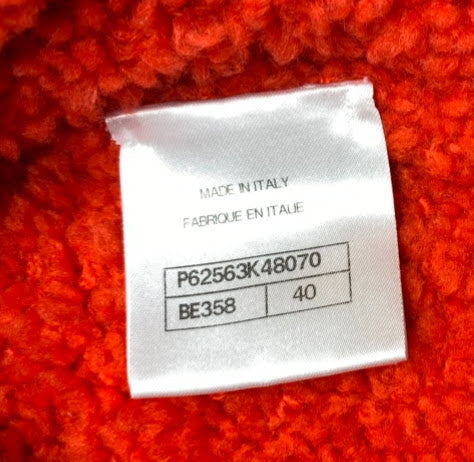 MADE IN ITALY
FABRIQUE EN ITALIE
P62563K48070
BE358 40